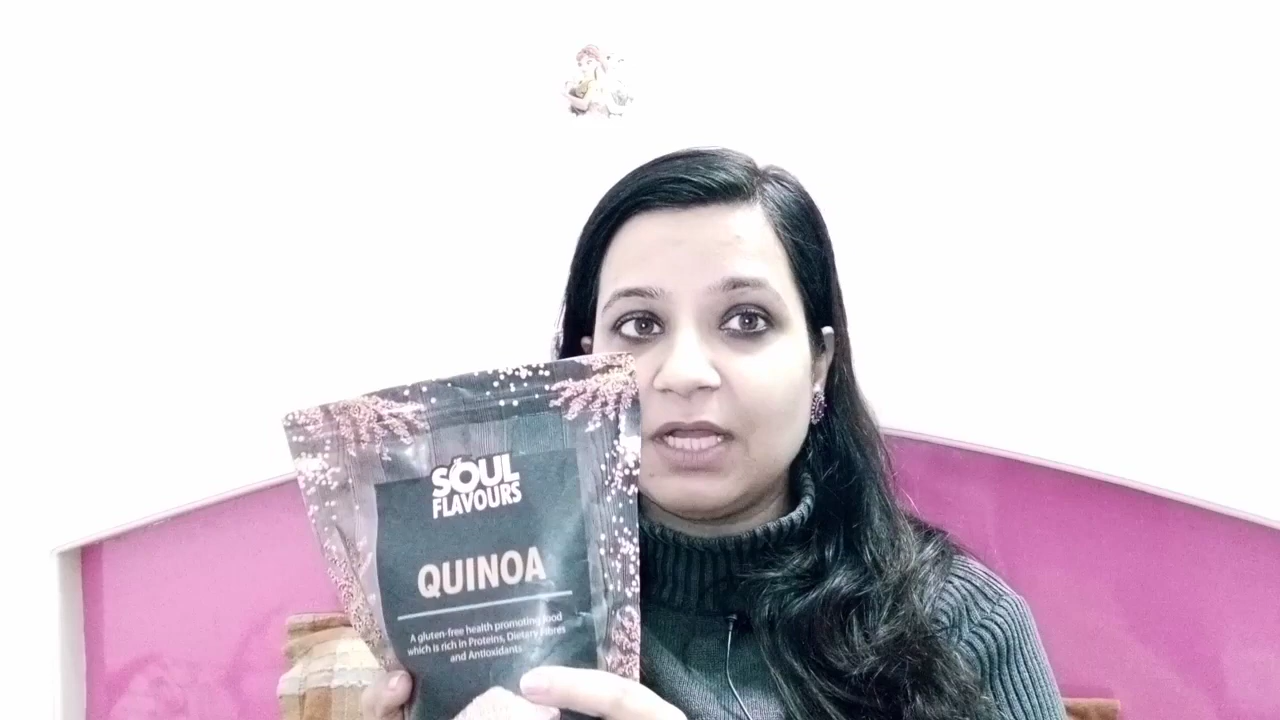 SOUL
FLAVOURS
QUINOA
A gluten-free health promoting food
which is rich in Proteins, Dietary Fibres
and Antioxidants